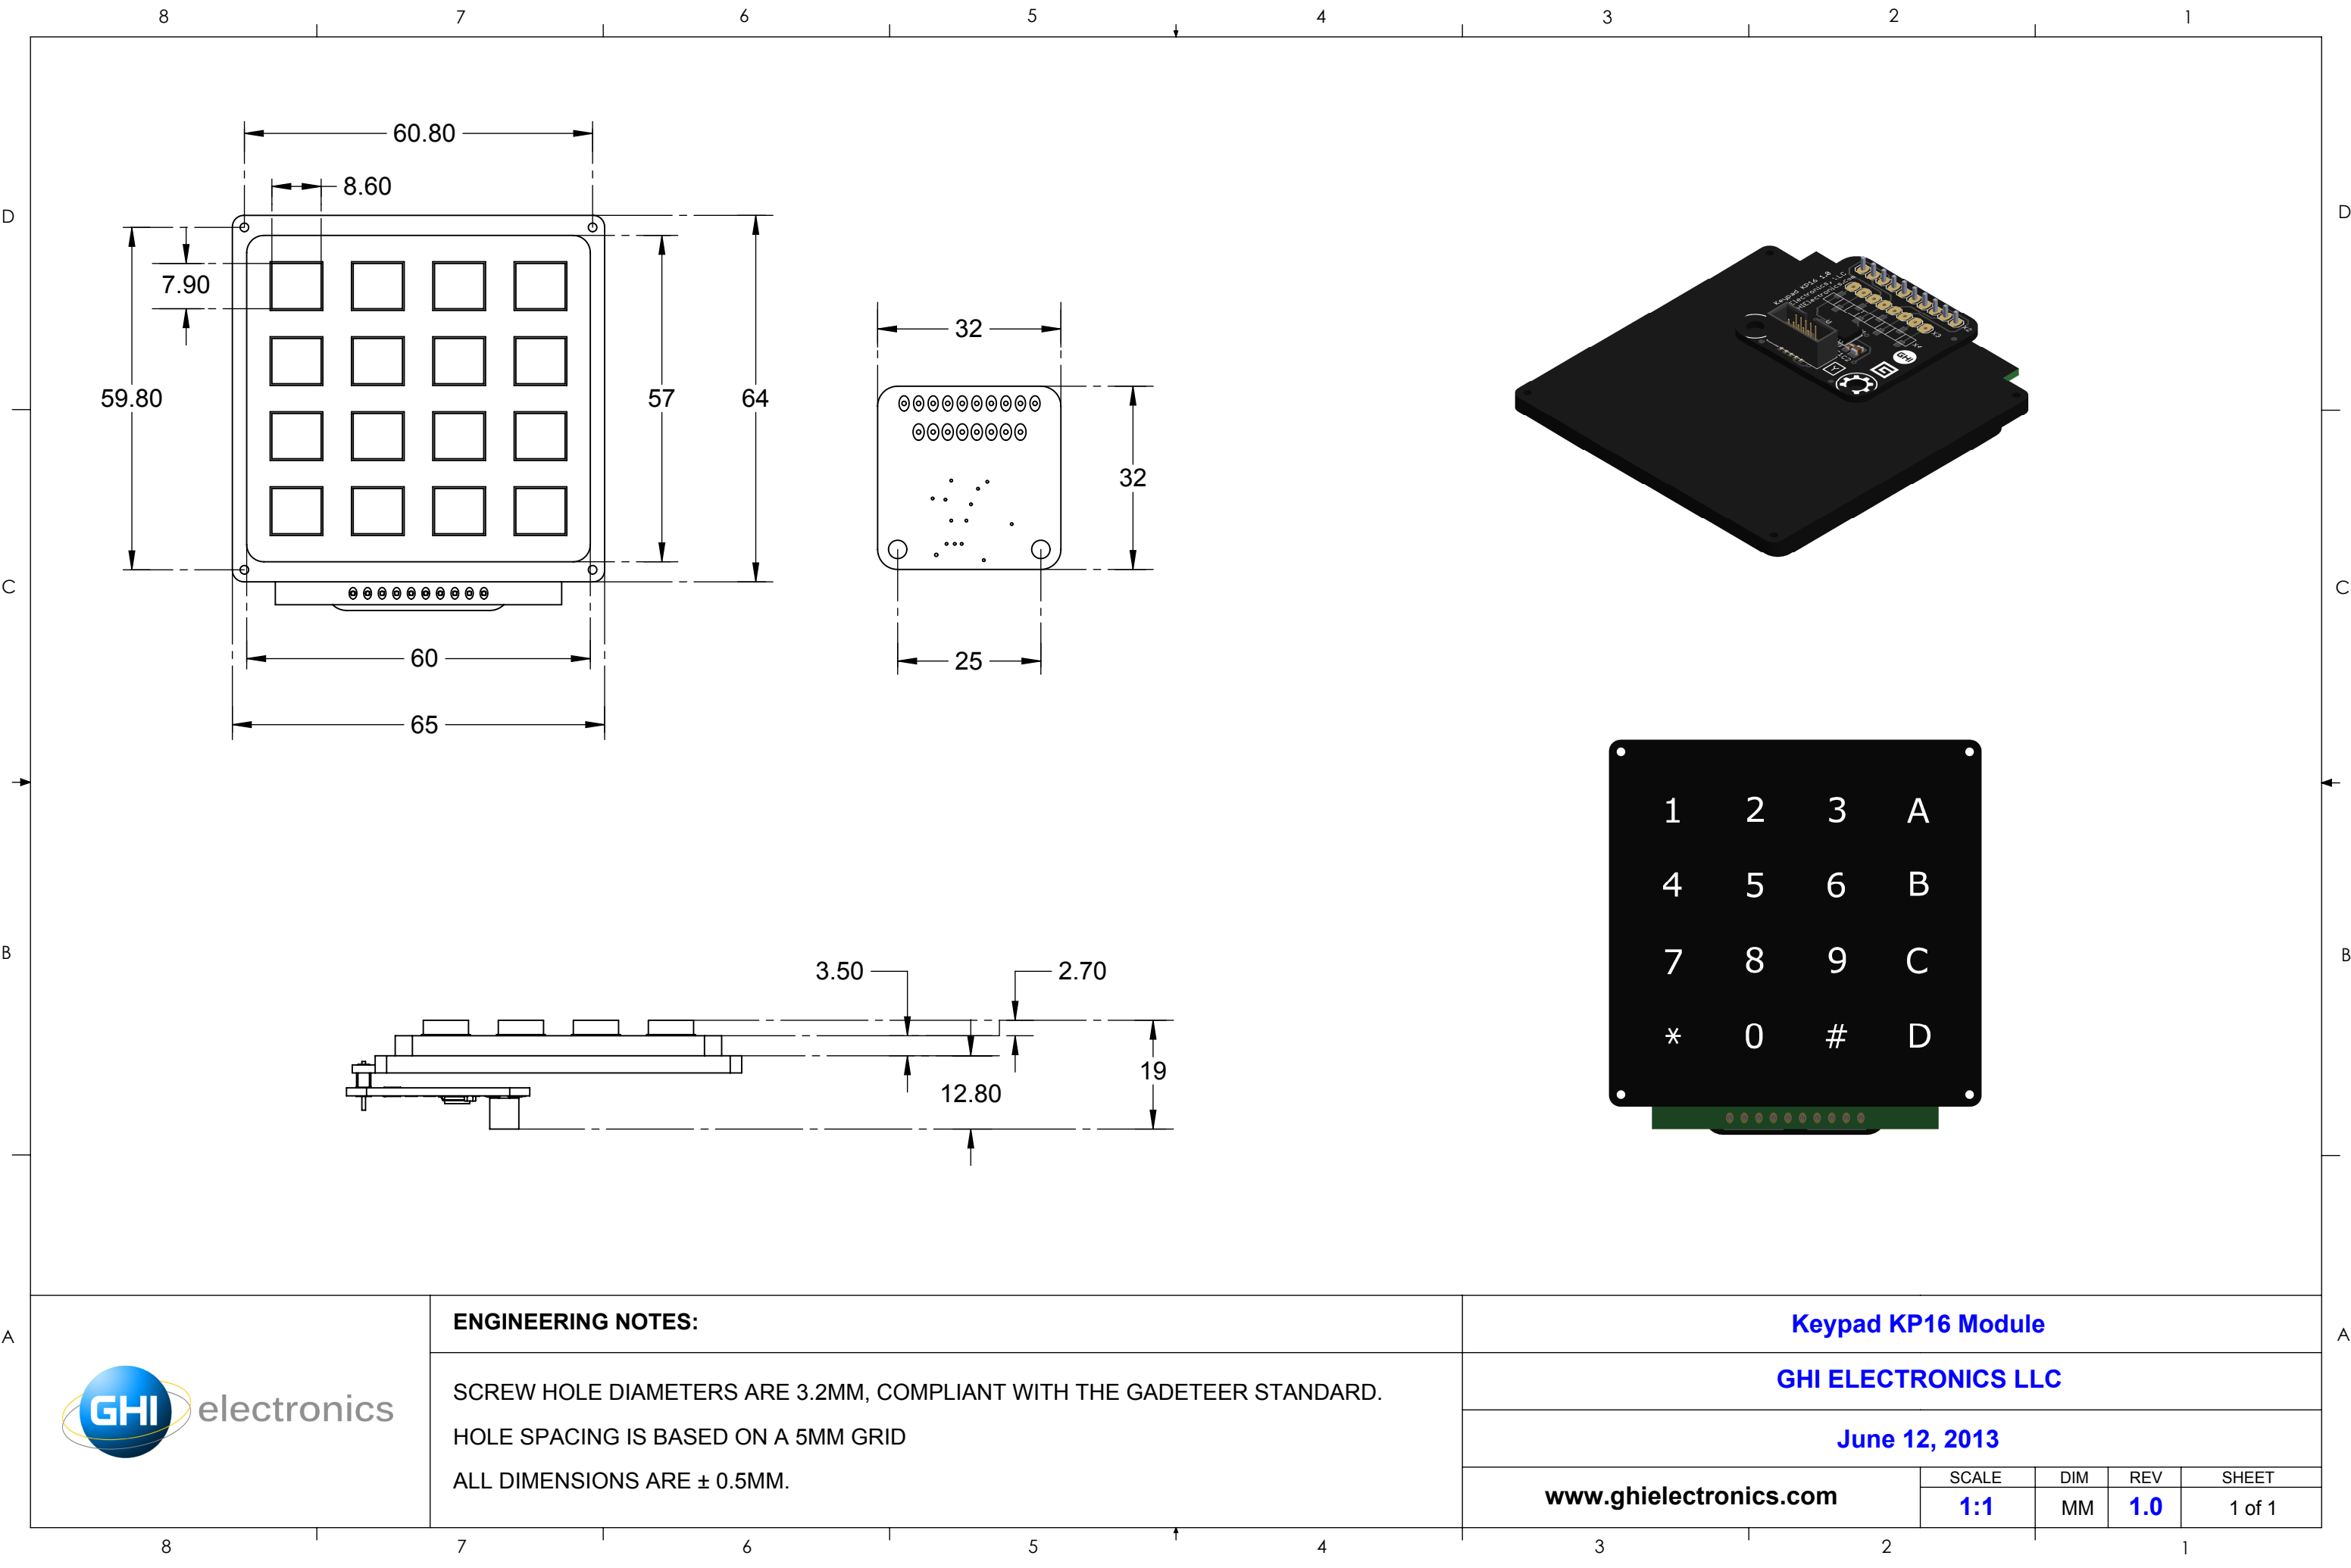 8 7 6 5 4 3 2 1
D
D
C
C
B
B
A
A
60.80
8.60
7.90
59.80
57
64
60
65
32
32
25
Keypad KP16 1.0
1 2 3 A
4 5 6 B
7 8 9 C
* 0 # D
3.50
2.70
12.80
19
GHI electronics
ENGINEERING NOTES:
SCREW HOLE DIAMETERS ARE 3.2MM, COMPLIANT WITH THE GADETEER STANDARD.
HOLE SPACING IS BASED ON A 5MM GRID
ALL DIMENSIONS ARE ± 0.5MM.
Keypad KP16 Module
GHI ELECTRONICS LLC
June 12, 2013
www.ghielectronics.com
SCALE DIM REV SHEET
1:1 MM 1.0 1 of 1
8 7 6 5 4 3 2 1